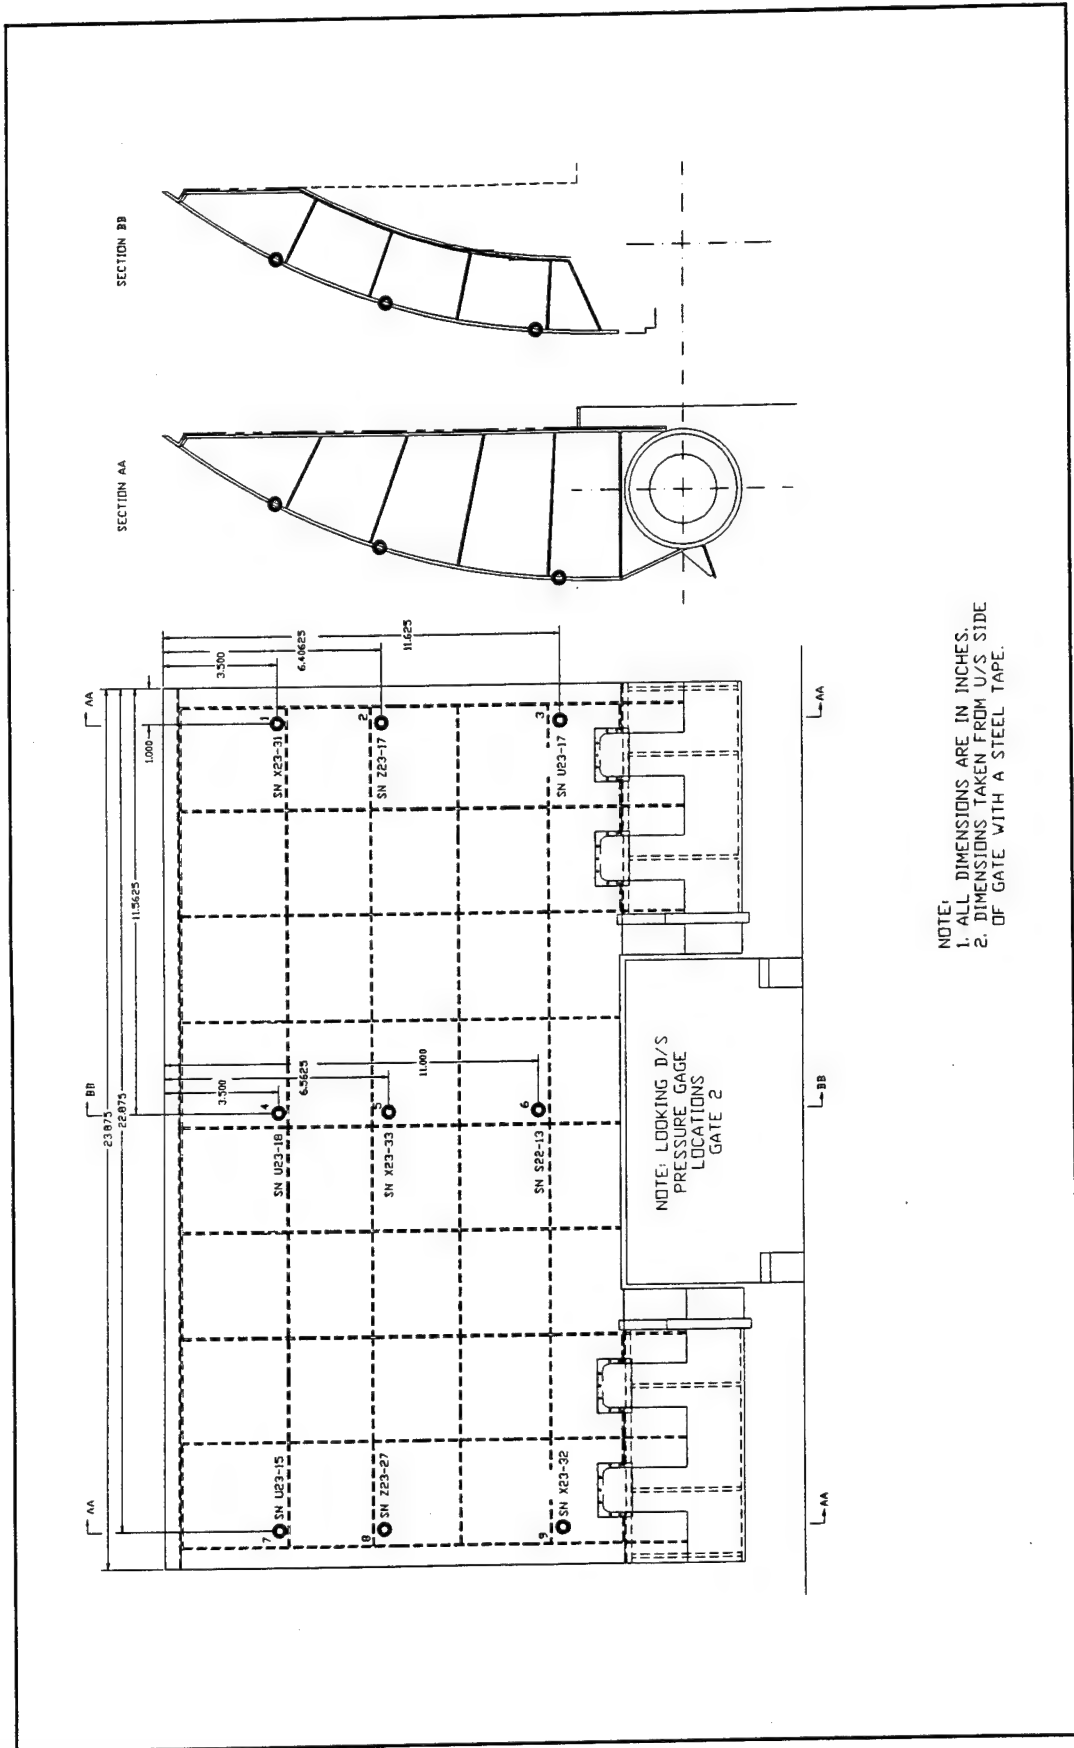 SECTION AA
SECTION BB
AA
BB
AA
23.875
22.875
11.5625
1.000
3.500
6.5625
11.000
3.500
6.40625
11.625
7
SN U23-15
4
SN U23-18
1
SN X23-31
8
SN Z23-27
5
SN X23-33
2
SN Z23-17
9
SN X23-32
6
SN S22-13
3
SN U23-17
NOTE: LOOKING D/S
PRESSURE GAGE
LOCATIONS
GATE 2
AA
BB
AA
NOTE:
1. ALL DIMENSIONS ARE IN INCHES.
2. DIMENSIONS TAKEN FROM U/S SIDE
OF GATE WITH A STEEL TAPE.